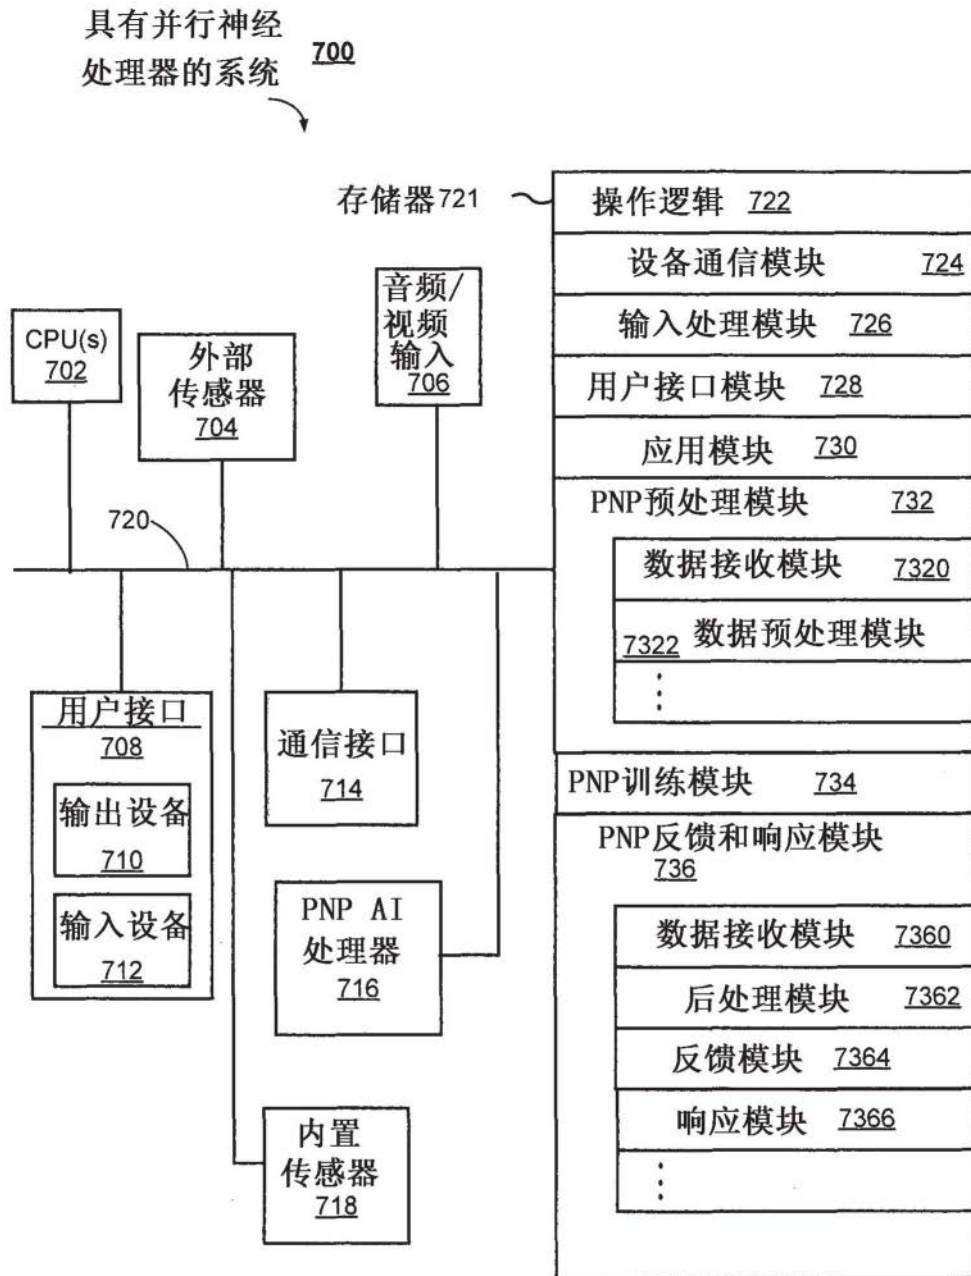 具有并行神经
处理器的系统 700
存储器721
操作逻辑 722
设备通信模块 724
输入处理模块 726
用户接口模块 728
应用模块 730
PNP预处理模块 732
数据接收模块 7320
7322 数据预处理模块
PNP训练模块 734
PNP反馈和响应模块
736
数据接收模块 7360
后处理模块 7362
反馈模块 7364
响应模块 7366
CPU(s)
702
外部
传感器
704
音频/
视频
输入
706
720
用户接口
708
输出设备
710
输入设备
712
通信接口
714
PNP AI
处理器
716
内置
传感器
718